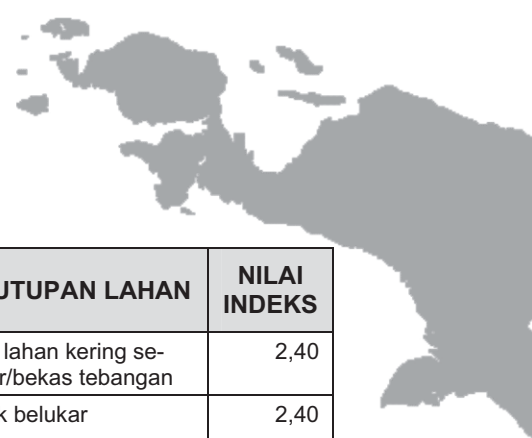 UTUPAN LAHAN
NILAI
INDEKS
lahan kering se-
r/bekas tebangan
2,40
k belukar
2,40